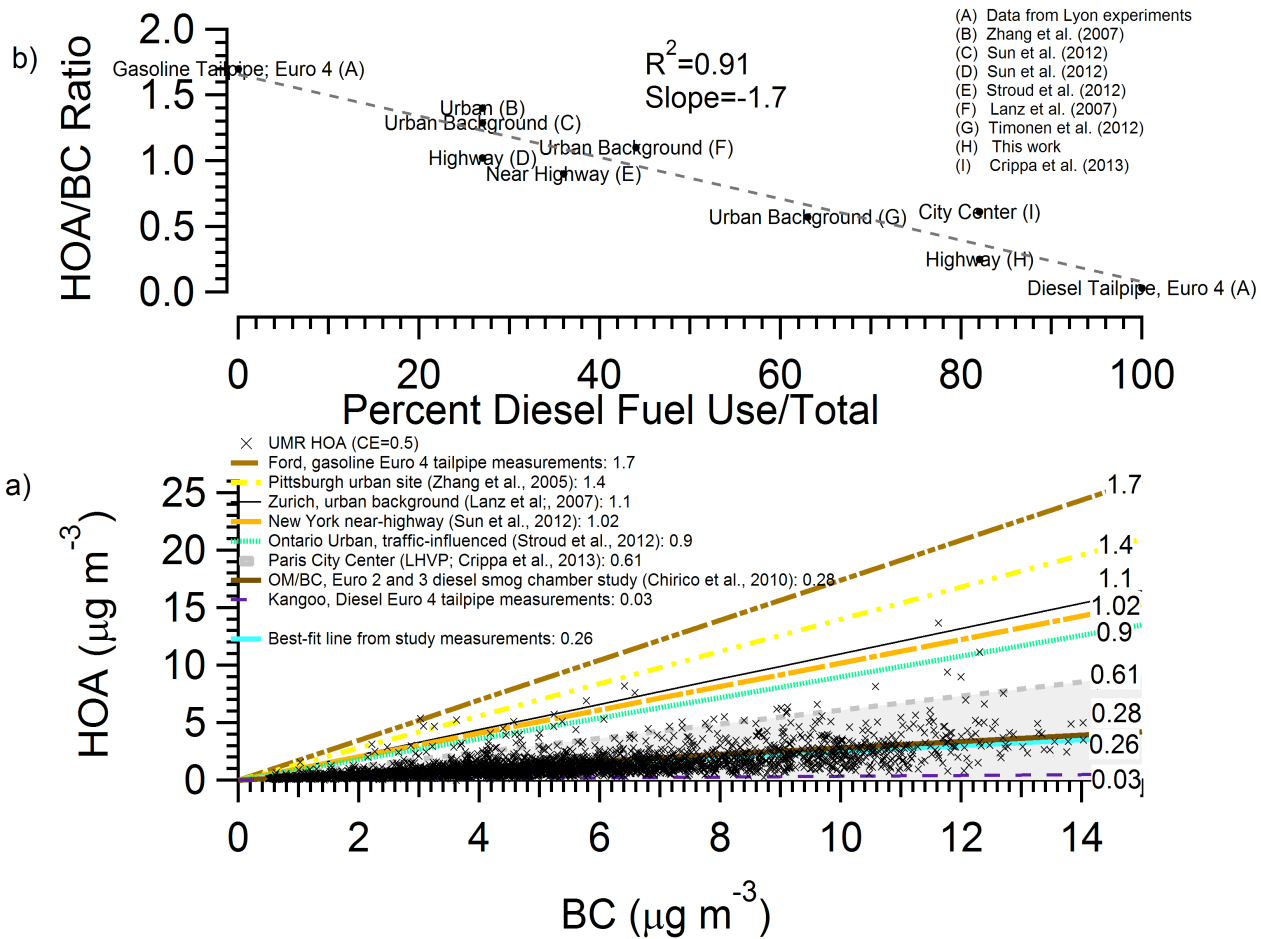 b)
HOA/BC Ratio
2.0
1.5
1.0
0.5
0.0
Gasoline Tailpipe; Euro 4 (A)
Urban (B)
Urban Background (C)
Highway (D)
Urban Background (F)
Near Highway (E)
Urban Background (G)
City Center (I)
Highway (H)
Diesel Tailpipe, Euro 4 (A)
R²=0.91
Slope=-1.7
(A) Data from Lyon experiments
(B) Zhang et al. (2007)
(C) Sun et al. (2012)
(D) Sun et al. (2012)
(E) Stroud et al. (2012)
(F) Lanz et al. (2007)
(G) Timonen et al. (2012)
(H) This work
(I) Crippa et al. (2013)
0 20 40 60 80 100
Percent Diesel Fuel Use/Total
a)
HOA (µg m⁻³)
25
20
15
10
5
0
UMR HOA (CE=0.5)
Ford, gasoline Euro 4 tailpipe measurements: 1.7
Pittsburgh urban site (Zhang et al., 2005): 1.4
Zurich, urban background (Lanz et al;, 2007): 1.1
New York near-highway (Sun et al., 2012): 1.02
Ontario Urban, traffic-influenced (Stroud et al., 2012): 0.9
Paris City Center (LHVP; Crippa et al., 2013): 0.61
OM/BC, Euro 2 and 3 diesel smog chamber study (Chirico et al., 2010): 0.28
Kangoo, Diesel Euro 4 tailpipe measurements: 0.03
Best-fit line from study measurements: 0.26
1.7
1.4
1.1
1.02
0.9
0.61
0.28
0.26
0.03
0 2 4 6 8 10 12 14
BC (µg m⁻³)